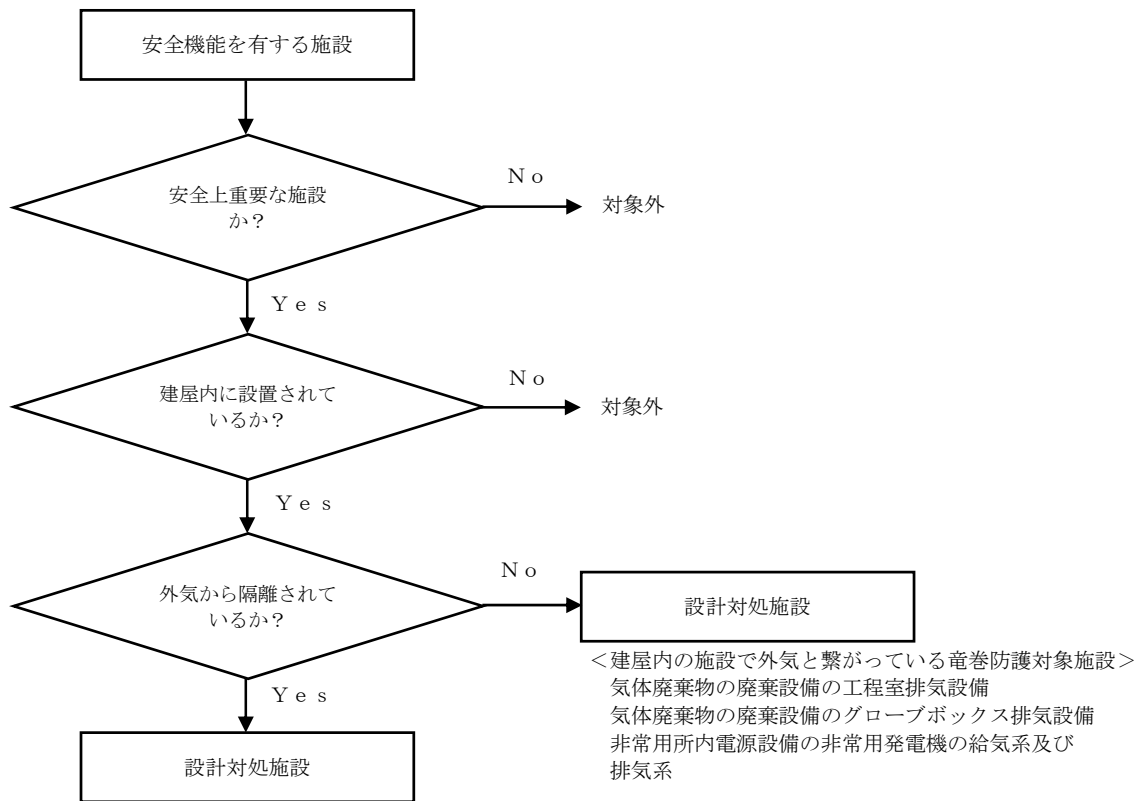 安全機能を有する施設
安全上重要な施設
か？
Ｎｏ
対象外
Ｙｅｓ
建屋内に設置されて
いるか？
Ｎｏ
対象外
Ｙｅｓ
外気から隔離されて
いるか？
Ｎｏ
設計対処施設
＜建屋内の施設で外気と繋がっている竜巻防護対象施設＞
気体廃棄物の廃棄設備の工程室排気設備
気体廃棄物の廃棄設備のグローブボックス排気設備
非常用所内電源設備の非常用発電機の給気系及び
排気系
Ｙｅｓ
設計対処施設